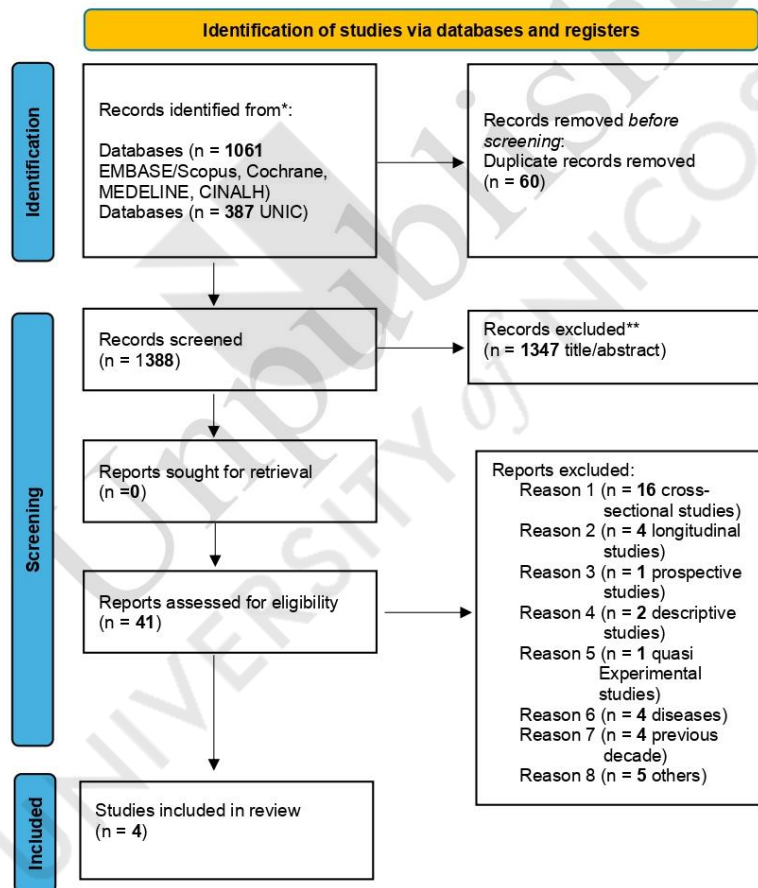 Identification of studies via databases and registers
Identification
Records identified from*:
Databases (n = 1061
EMBASE/Scopus, Cochrane,
MEDELINE, CINALH)
Databases (n = 387 UNIC)
Records removed before
screening:
Duplicate records removed
(n = 60)
Screening
Records screened
(n = 1388)
Records excluded**
(n = 1347 title/abstract)
Reports sought for retrieval
(n =0)
Reports assessed for eligibility
(n = 41)
Reports excluded:
Reason 1 (n = 16 cross-
sectional studies)
Reason 2 (n = 4 longitudinal
studies)
Reason 3 (n = 1 prospective
studies)
Reason 4 (n = 2 descriptive
studies)
Reason 5 (n = 1 quasi
Experimental
studies)
Reason 6 (n = 4 diseases)
Reason 7 (n = 4 previous
decade)
Reason 8 (n = 5 others)
Included
Studies included in review
(n = 4)
Unpublishe
UNIVERSITY of NICOS